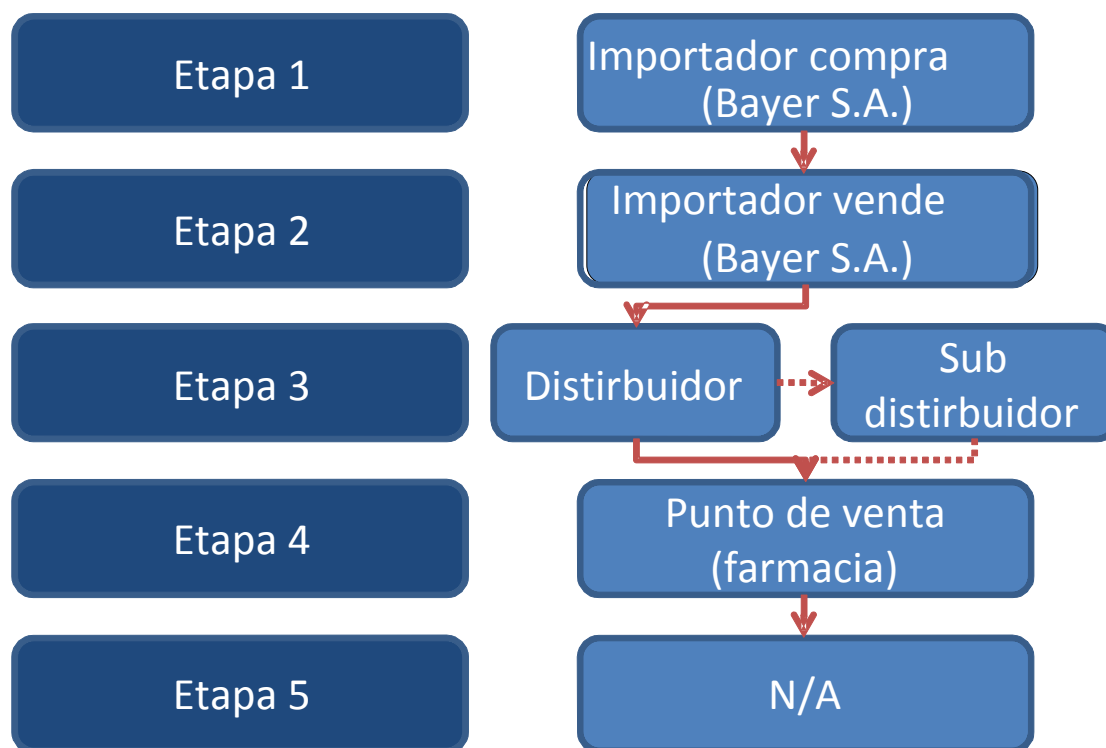 Etapa 1
Importador compra
(Bayer S.A.)
Etapa 2
Importador vende
(Bayer S.A.)
Etapa 3
Distirbuidor
Sub
distirbuidor
Etapa 4
Punto de venta
(farmacia)
Etapa 5
N/A